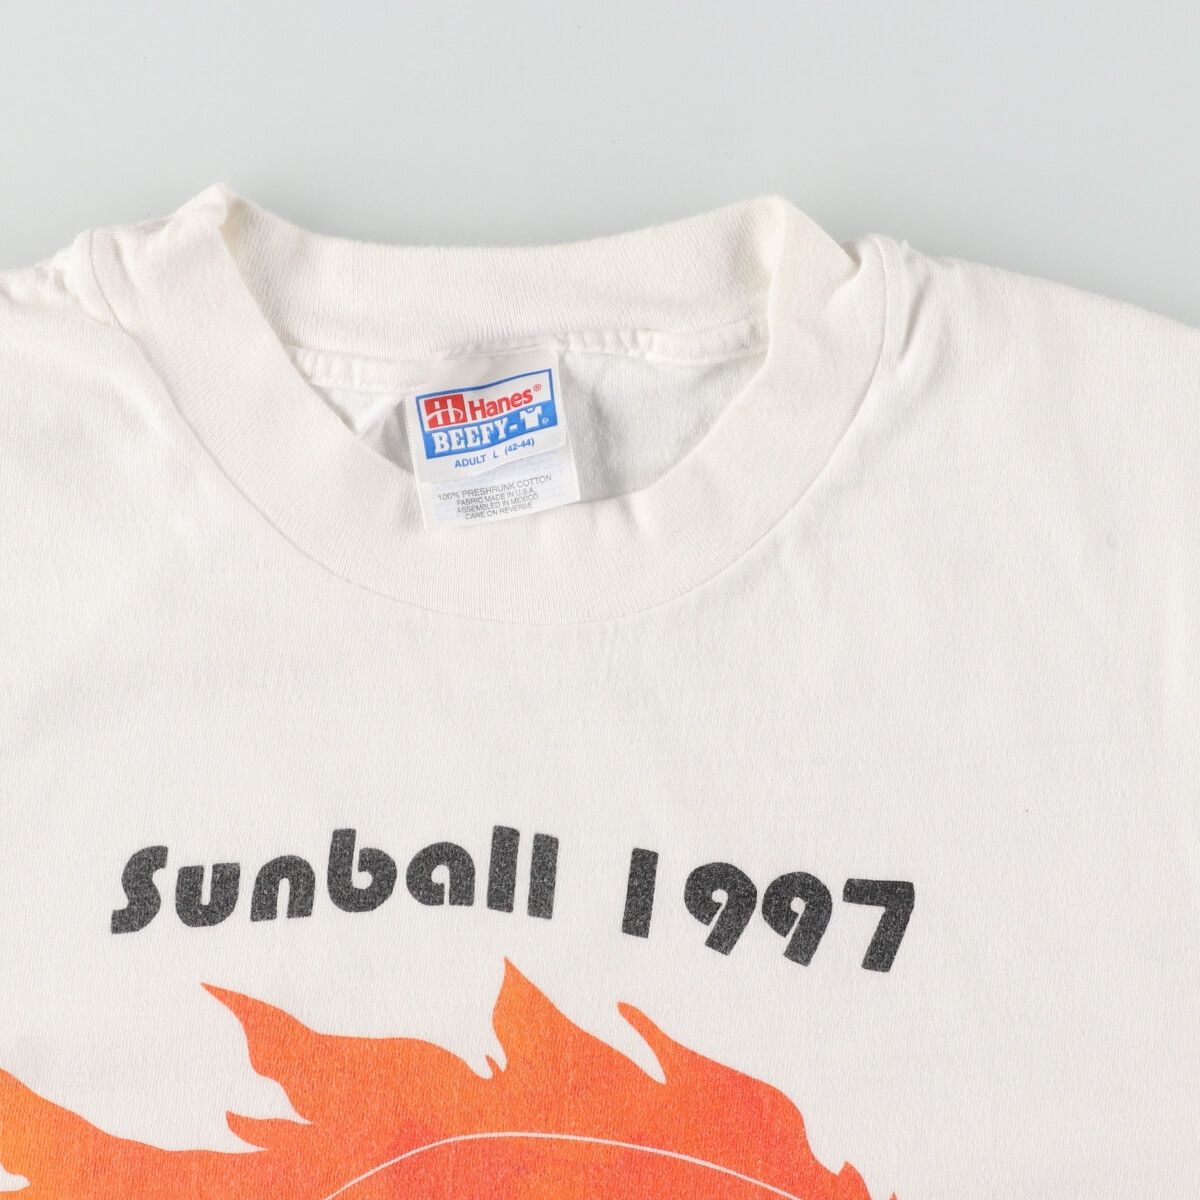 Hanes®
BEEFY-T®
ADULT L (42-44)
100% PRESHRUNK COTTON
FABRIC MADE IN U.S.A.
ASSEMBLED IN MEXICO
CARE ON REVERSE
Sunball 1997